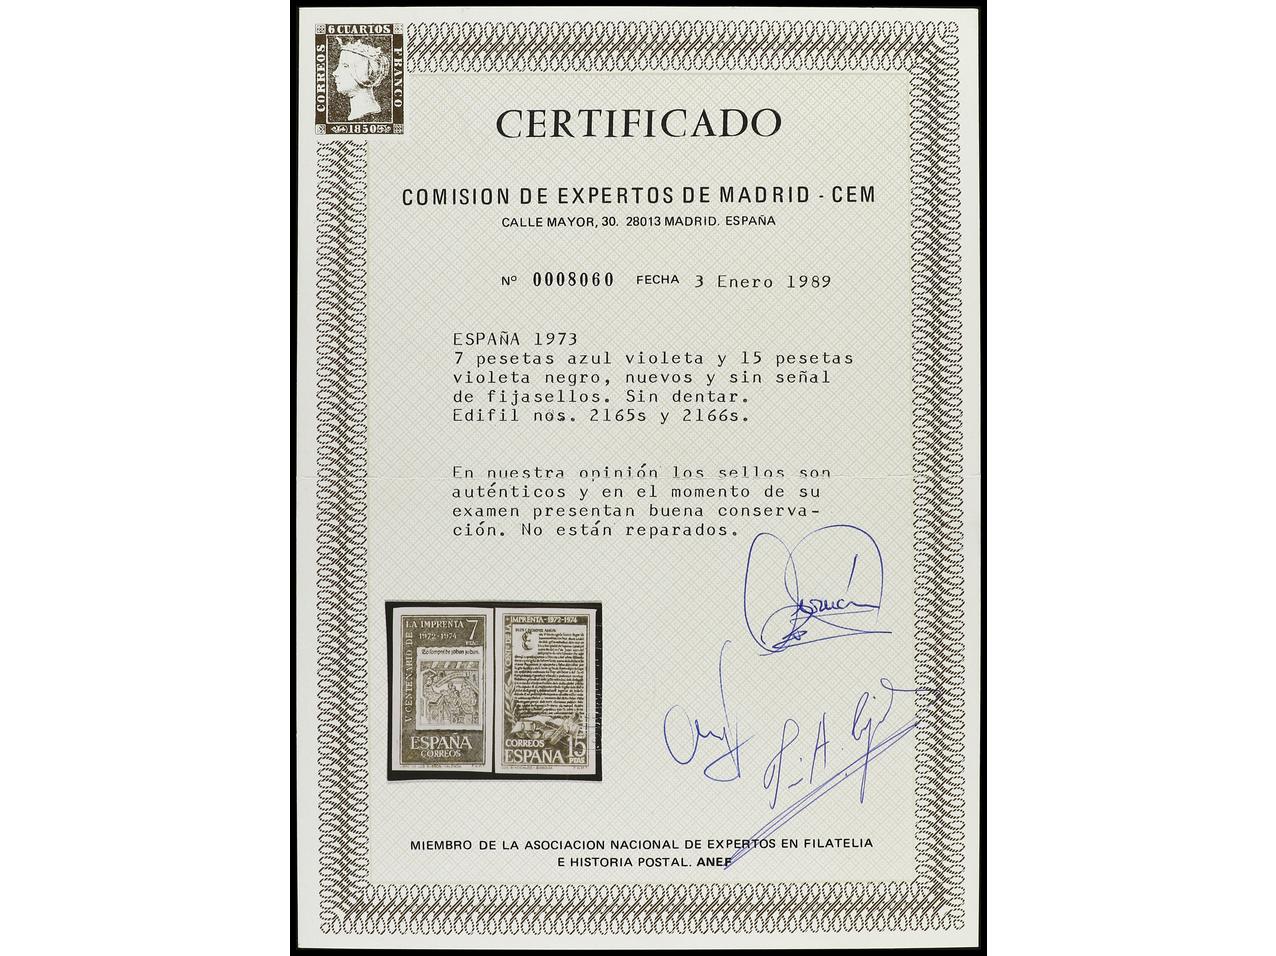 6 CUARTOS
CORREOS
FRANCO
1850
CERTIFICADO
COMISION DE EXPERTOS DE MADRID - CEM
CALLE MAYOR, 30. 28013 MADRID. ESPAÑA
Nº 0008060 FECHA 3 Enero 1989
ESPAÑA 1973
7 pesetas azul violeta y 15 pesetas
violeta negro, nuevos y sin señal
de fijasellos. Sin dentar.
Edifil nos. 2165s y 2166s.
En nuestra opinión los sellos son
auténticos y en el momento de su
examen presentan buena conserva-
ción. No están reparados.
V CENTENARIO DE LA IMPRENTA
1972-1974
7
PTAS
ESPAÑA
CORREOS
IMPRENTA-1972-1974
CORREOS
ESPAÑA
15
PTAS
MIEMBRO DE LA ASOCIACION NACIONAL DE EXPERTOS EN FILATELIA
E HISTORIA POSTAL. ANEF